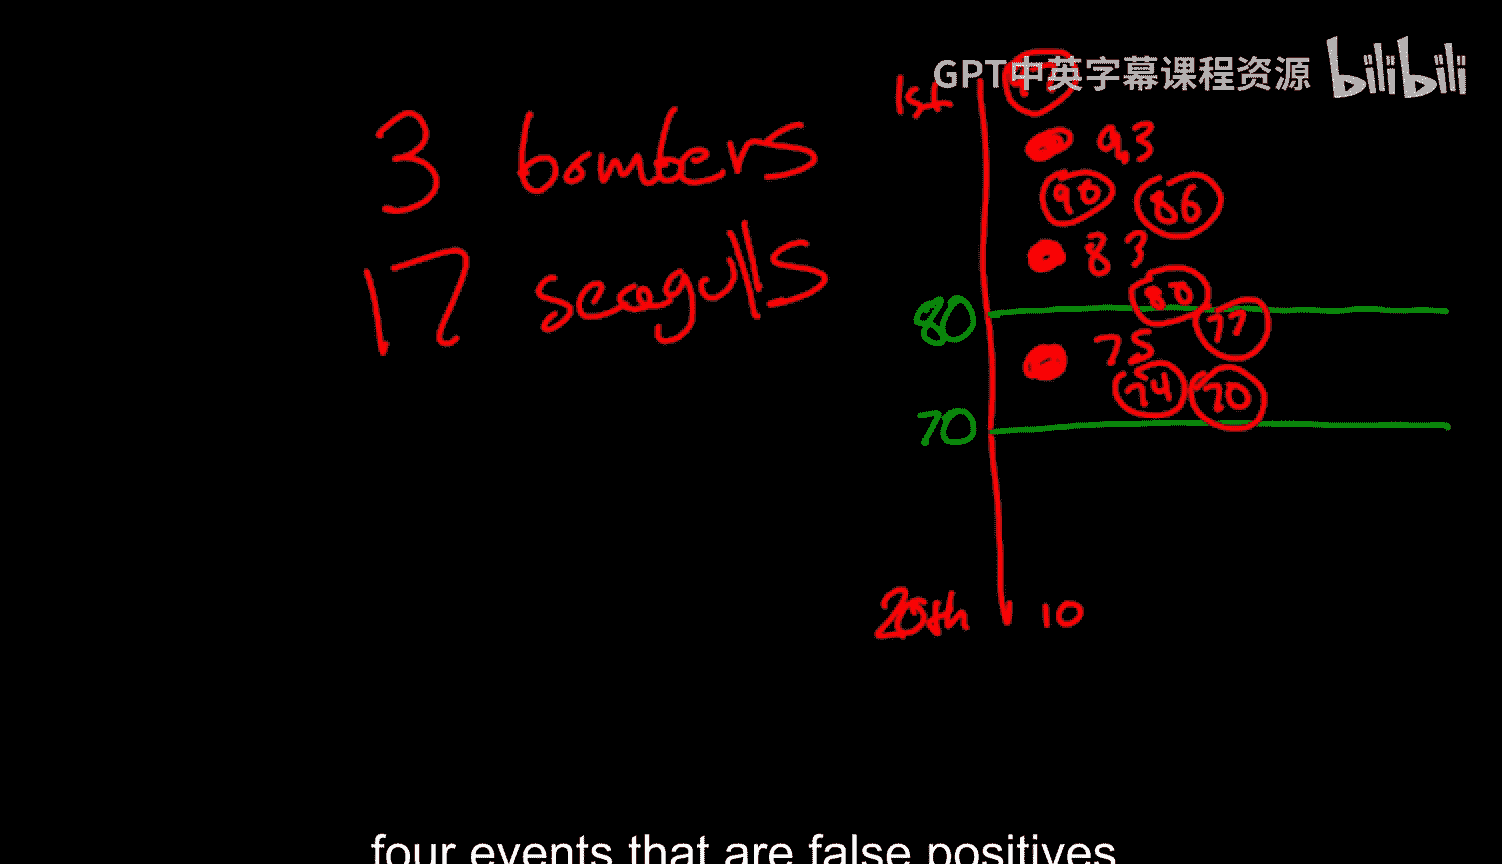 GPT中英字幕课程资源 bilibili
1st
3 bombers
93
90 86
17 seagulls
83
80
80
77
75
74 70
70
20th 10
four events that are false positives